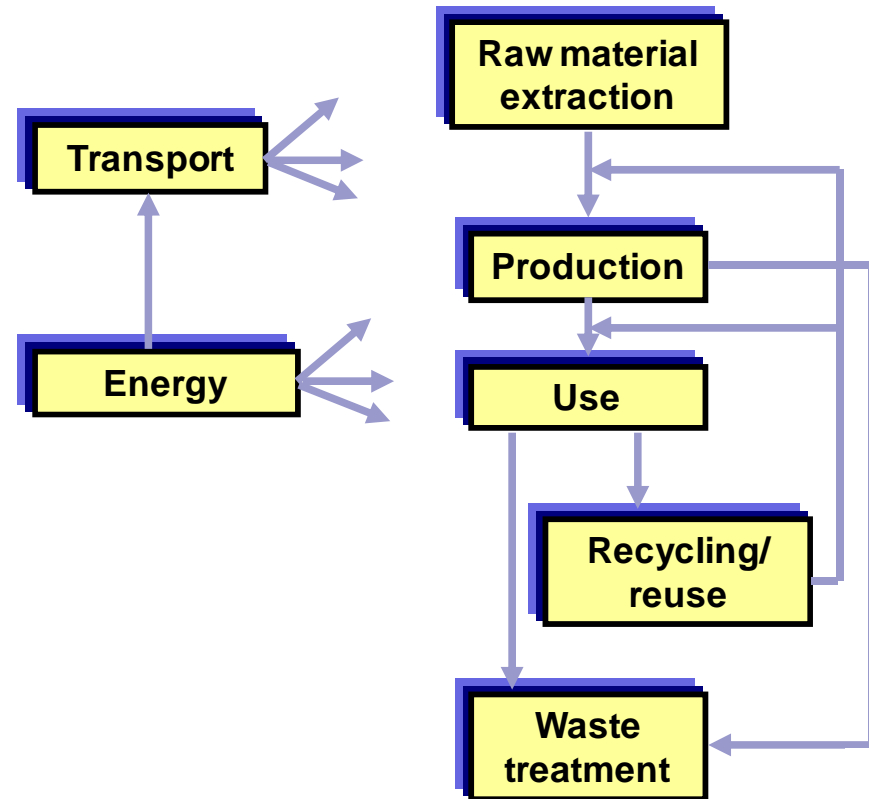 Raw material
extraction
Transport
Production
Energy
Use
Recycling/
reuse
Waste
treatment